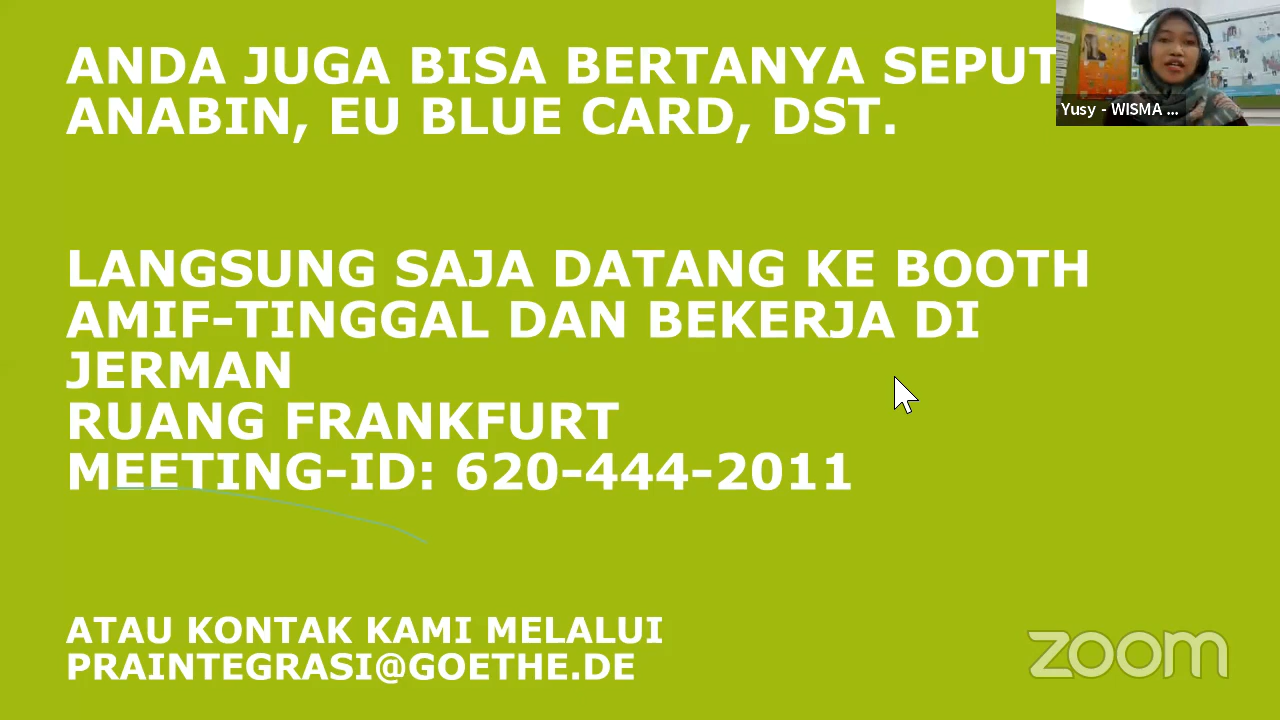 ANDA JUGA BISA BERTANYA SEPUT
ANABIN, EU BLUE CARD, DST.
Yusy - WISMA ...
LANGSUNG SAJA DATANG KE BOOTH
AMIF-TINGGAL DAN BEKERJA DI
JERMAN
RUANG FRANKFURT
MEETING-ID: 620-444-2011
ATAU KONTAK KAMI MELALUI
PRAINTEGRASI@GOETHE.DE
zoom